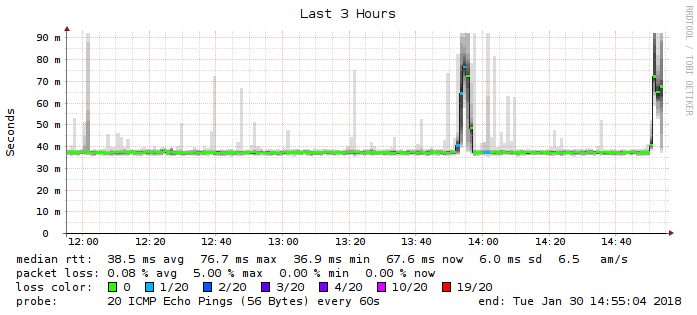 Last 3 Hours
RRDTOOL / TOBI OETIKER
Seconds
90 m
80 m
70 m
60 m
50 m
40 m
30 m
20 m
10 m
0
12:00 12:20 12:40 13:00 13:20 13:40 14:00 14:20 14:40
median rtt: 38.5 ms avg 76.7 ms max 36.9 ms min 67.6 ms now 6.0 ms sd 6.5 am/s
packet loss: 0.08 % avg 5.00 % max 0.00 % min 0.00 % now
loss color: 0 1/20 2/20 3/20 4/20 10/20 19/20
probe: 20 ICMP Echo Pings (56 Bytes) every 60s end: Tue Jan 30 14:55:04 2018